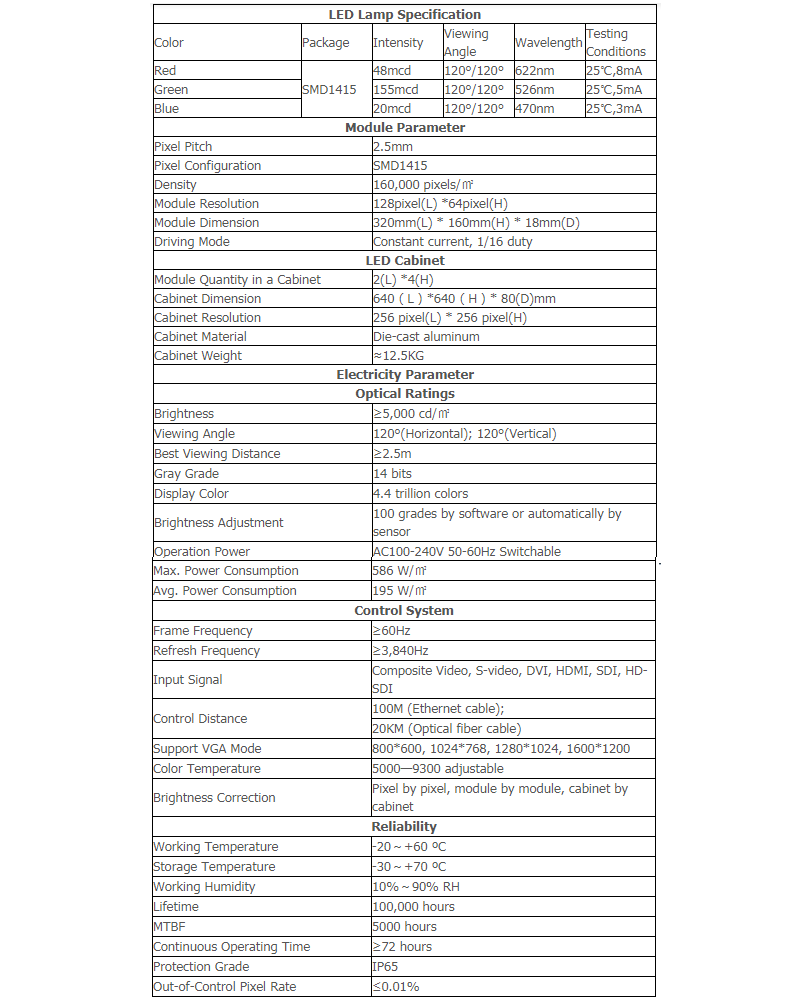 LED Lamp Specification
Color Package Intensity Viewing Angle Wavelength Testing Conditions
Red SMD1415 48mcd 120°/120° 622nm 25℃,8mA
Green 155mcd 120°/120° 526nm 25℃,5mA
Blue 20mcd 120°/120° 470nm 25℃,3mA
Module Parameter
Pixel Pitch 2.5mm
Pixel Configuration SMD1415
Density 160,000 pixels/㎡
Module Resolution 128pixel(L) *64pixel(H)
Module Dimension 320mm(L) * 160mm(H) * 18mm(D)
Driving Mode Constant current, 1/16 duty
LED Cabinet
Module Quantity in a Cabinet 2(L) *4(H)
Cabinet Dimension 640 ( L ) *640 ( H ) * 80(D)mm
Cabinet Resolution 256 pixel(L) * 256 pixel(H)
Cabinet Material Die-cast aluminum
Cabinet Weight ≈12.5KG
Electricity Parameter
Optical Ratings
Brightness ≥5,000 cd/㎡
Viewing Angle 120°(Horizontal); 120°(Vertical)
Best Viewing Distance ≥2.5m
Gray Grade 14 bits
Display Color 4.4 trillion colors
Brightness Adjustment 100 grades by software or automatically by
sensor
Operation Power AC100-240V 50-60Hz Switchable
Max. Power Consumption 586 W/㎡
Avg. Power Consumption 195 W/㎡
Control System
Frame Frequency ≥60Hz
Refresh Frequency ≥3,840Hz
Input Signal Composite Video, S-video, DVI, HDMI, SDI, HD-
SDI
Control Distance 100M (Ethernet cable);
20KM (Optical fiber cable)
Support VGA Mode 800*600, 1024*768, 1280*1024, 1600*1200
Color Temperature 5000—9300 adjustable
Brightness Correction Pixel by pixel, module by module, cabinet by
cabinet
Reliability
Working Temperature -20～+60 ºC
Storage Temperature -30～+70 ºC
Working Humidity 10%～90% RH
Lifetime 100,000 hours
MTBF 5000 hours
Continuous Operating Time ≥72 hours
Protection Grade IP65
Out-of-Control Pixel Rate ≤0.01%